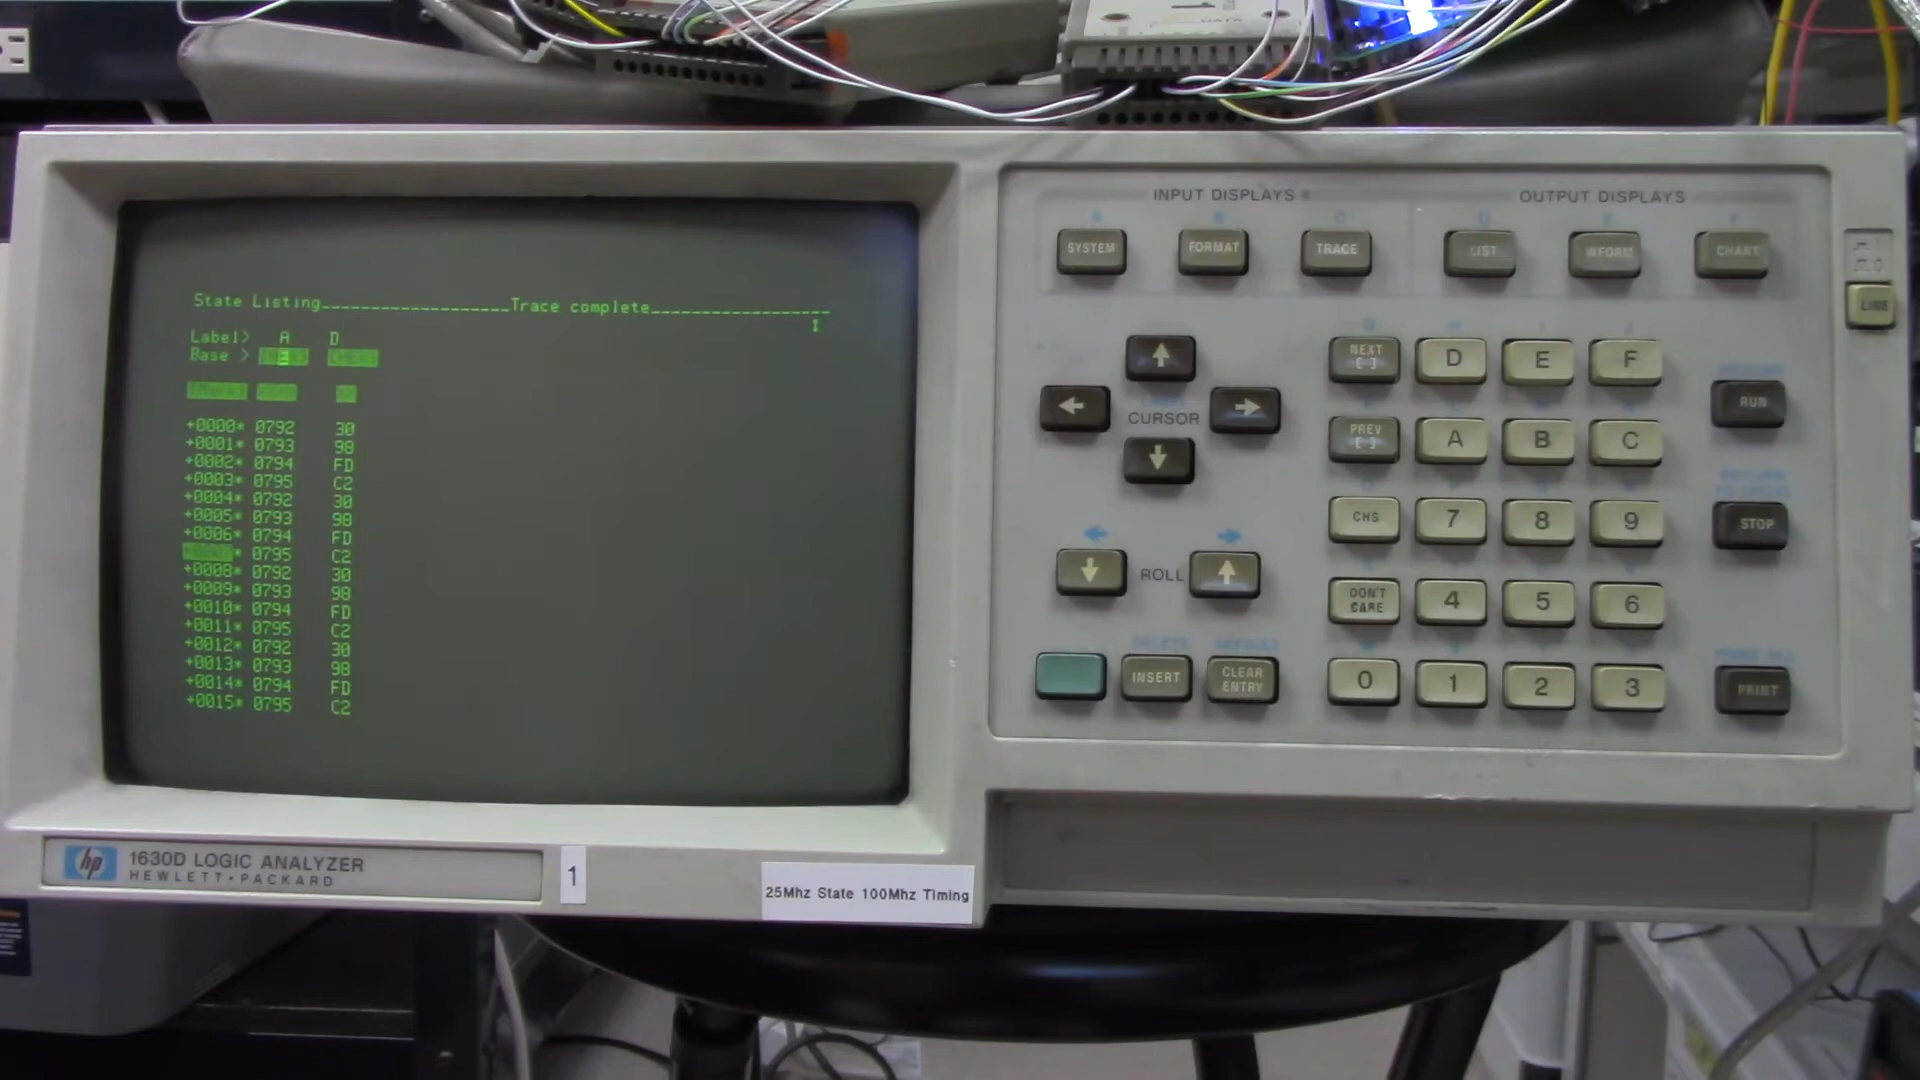 DATA
State Listing___________________Trace complete__________________
Label> A D
Base >
+0000* 0792 30
+0001* 0793 98
+0002* 0794 FD
+0003* 0795 C2
+0004* 0792 30
+0005* 0793 98
+0006* 0794 FD
* 0795 C2
+0008* 0792 30
+0009* 0793 98
+0010* 0794 FD
+0011* 0795 C2
+0012* 0792 30
+0013* 0793 98
+0014* 0794 FD
+0015* 0795 C2
hp 1630D LOGIC ANALYZER
HEWLETT•PACKARD
1
25Mhz State 100Mhz Timing
INPUT DISPLAYS
OUTPUT DISPLAYS
A B C D E F
SYSTEM FORMAT TRACE LIST WFORM CHART
LINE
↑
← CURSOR →
↓
← →
↓ ROLL ↑
INSERT
CLEAR
ENTRY
NEXT
[ ]
D E F
RUN
PREV
[ ]
A B C
CHS 7 8 9
STOP
DON'T
CARE
4 5 6
0 1 2 3
PRINT